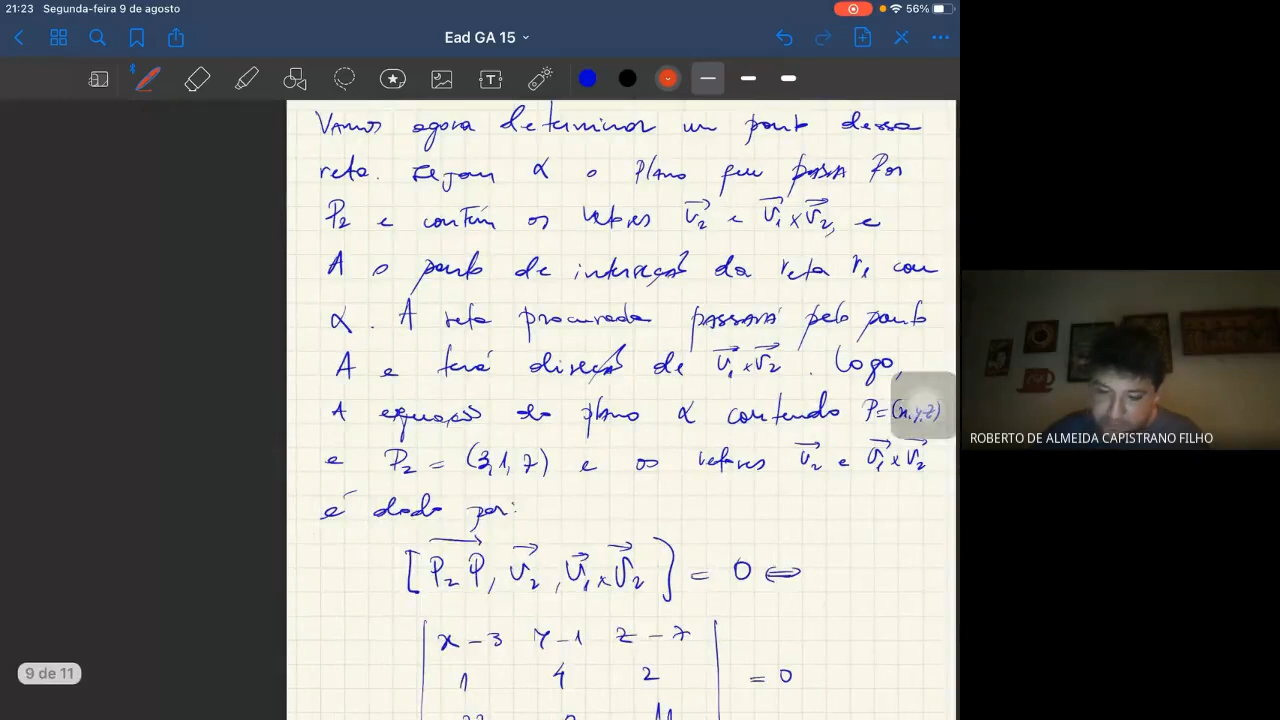 21:23 Segunda-feira 9 de agosto
56%
Ead GA 15
Vamos agora determinar um ponto dessa
reta. Sejam α o plano que passa por
P₂ e contém os vetores v₂ e v₁×v₂, e
A o ponto de interseção da reta r₁ com
α. A reta procurada passará pelo ponto
A e terá direção de v₁×v₂. Logo,
A equação do plano α contendo P=(x,y,z)
e P₂ = (3,1,7) e os vetores v₂ e v₁×v₂
é dado por:
[P₂P, v₂, v₁×v₂] = 0 ⇔
x-3 y-1 z-7
1 4 2 = 0
ROBERTO DE ALMEIDA CAPISTRANO FILHO
9 de 11